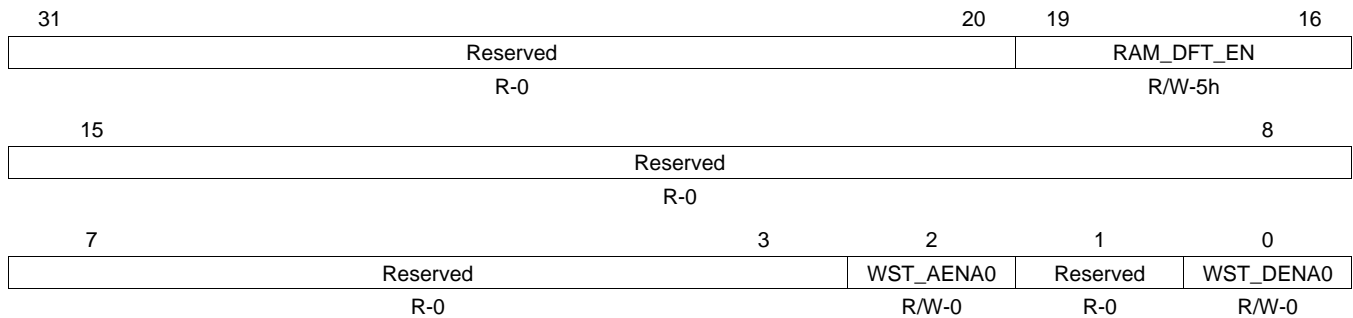 31 20 19 16
Reserved RAM_DFT_EN
R-0 R/W-5h
15 8
Reserved
R-0
7 3 2 1 0
Reserved WST_AENA0 Reserved WST_DENA0
R-0 R/W-0 R-0 R/W-0